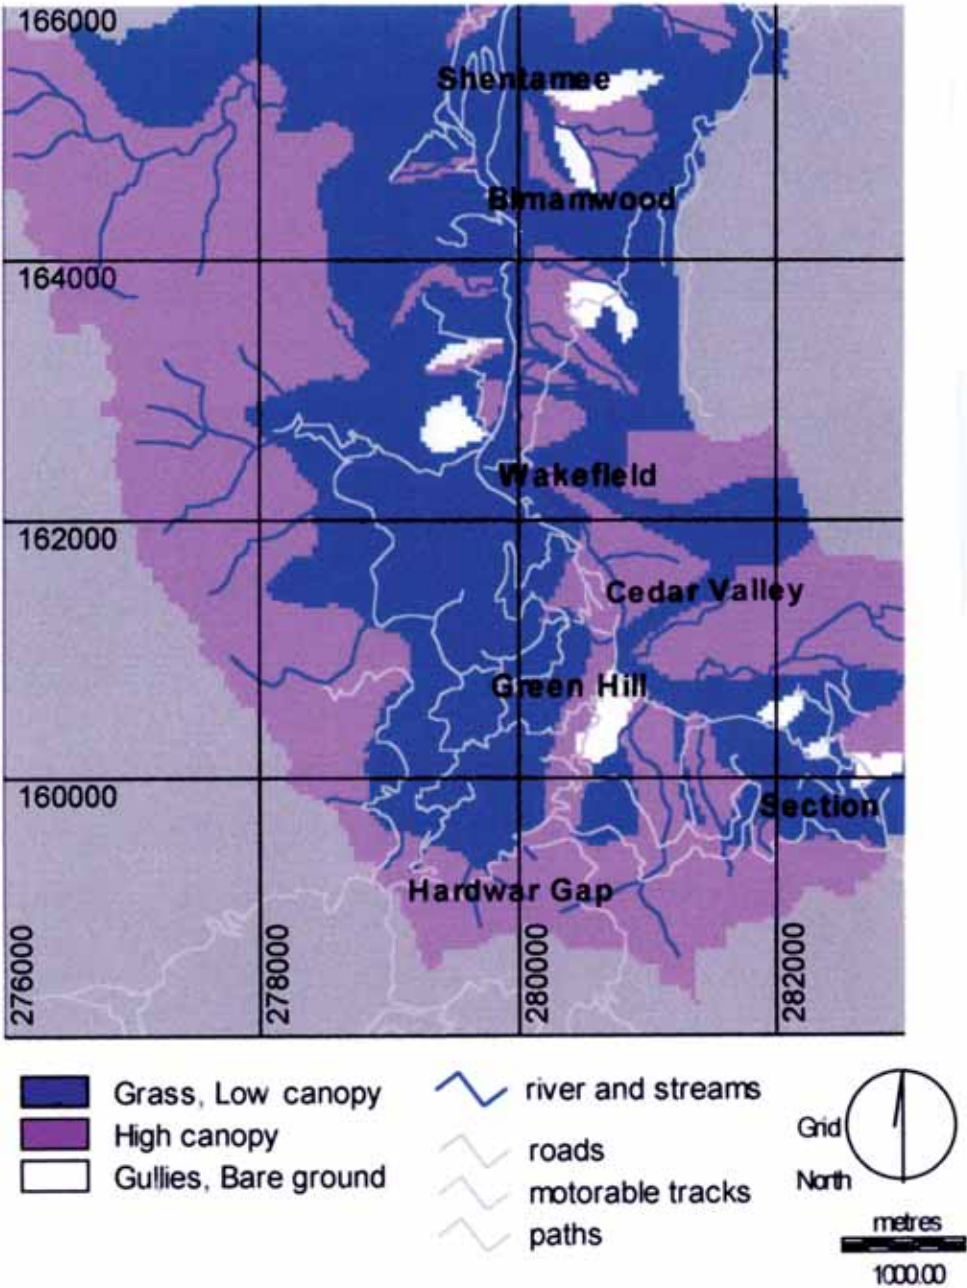 166000
Shentamee
Bimamwood
164000
Wakefield
162000
Cedar Valley
Green Hill
160000
Section
Hardwar Gap
276000
278000
280000
282000
Grass, Low canopy
High canopy
Gullies, Bare ground
river and streams
roads
motorable tracks
paths
Grid
North
metres
1000.00